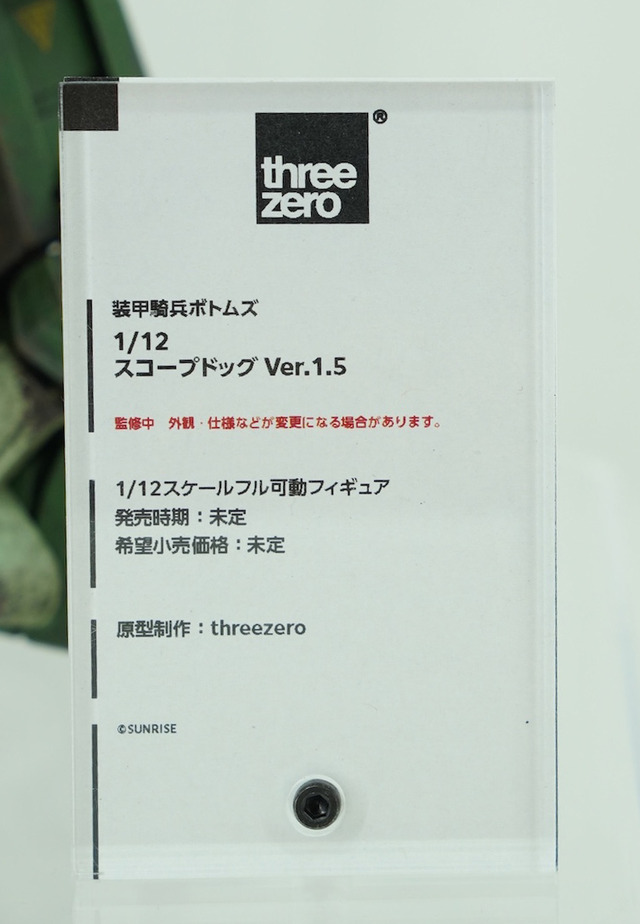 three
zero
®
装甲騎兵ボトムズ
1/12
スコープドッグ Ver.1.5
監修中　外観・仕様などが変更になる場合があります。
1/12スケールフル可動フィギュア
発売時期：未定
希望小売価格：未定
原型制作：threezero
©SUNRISE